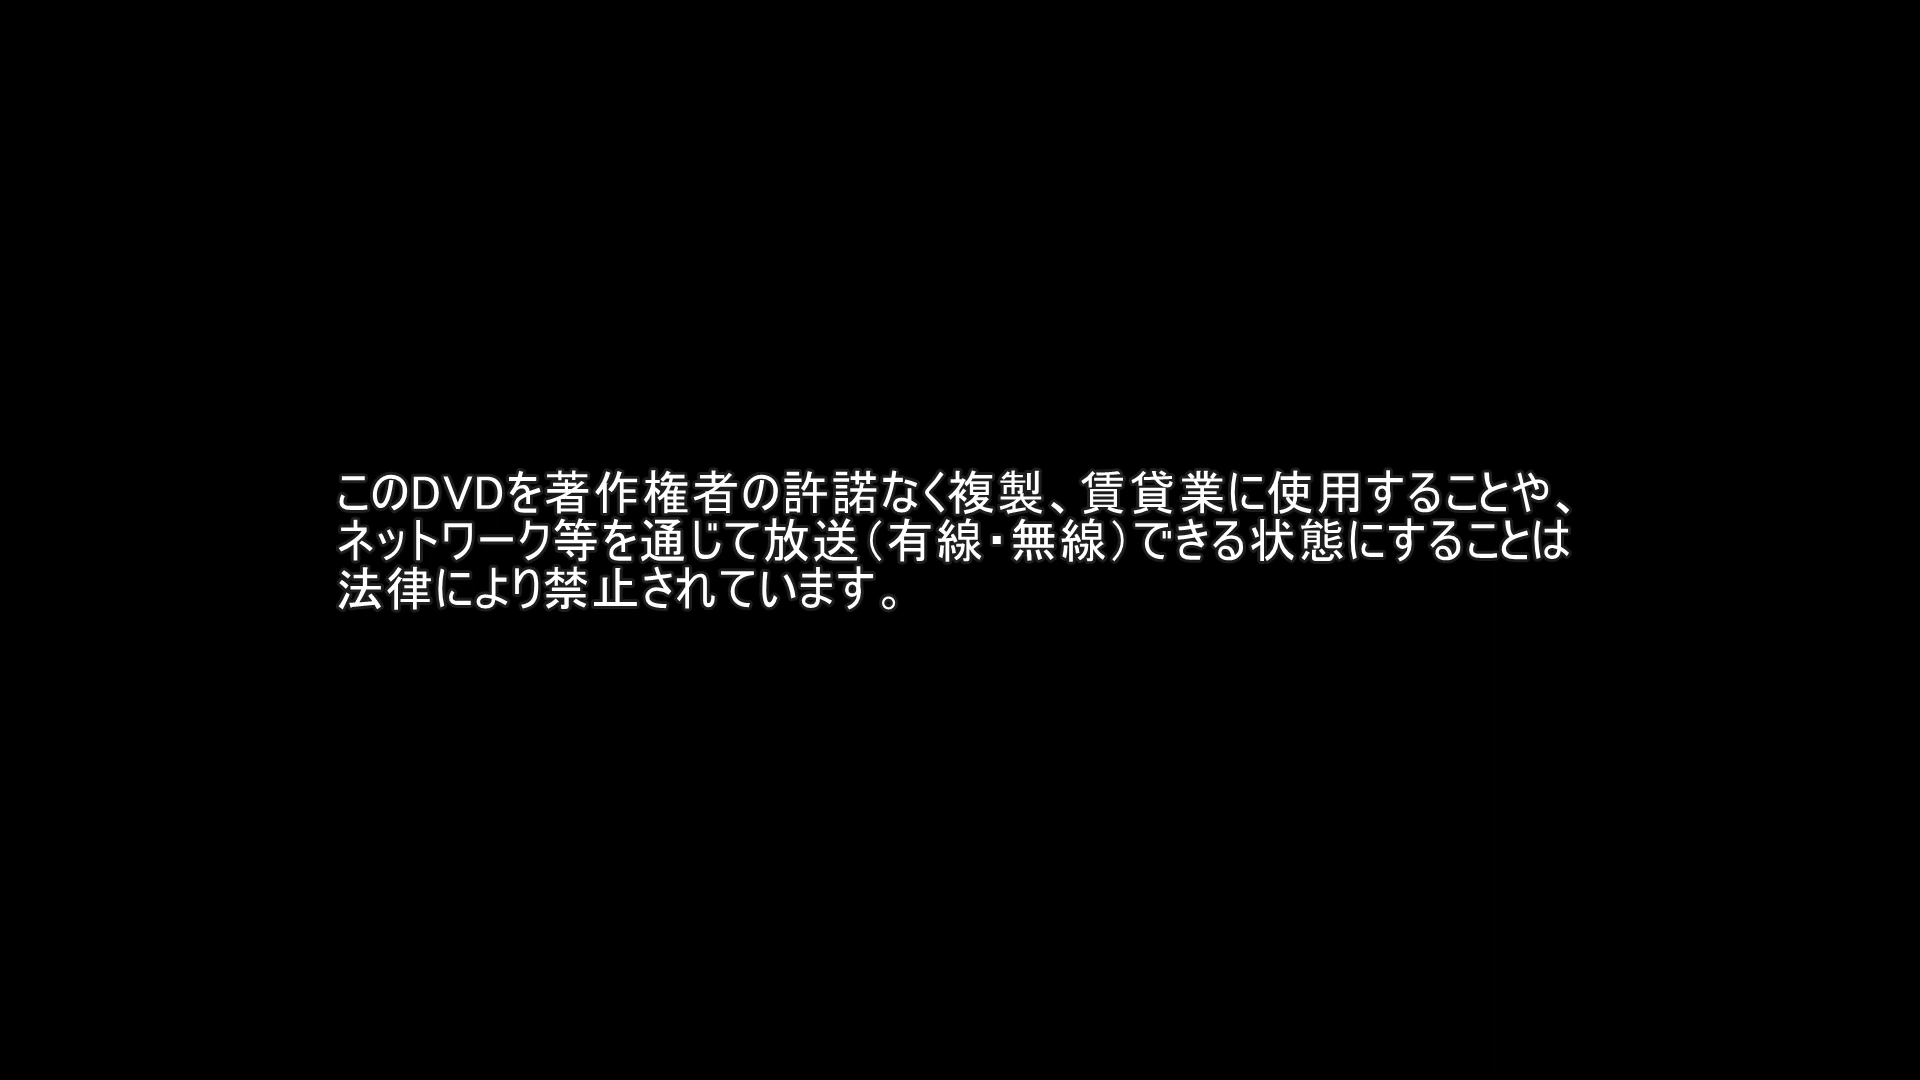 このDVDを著作権者の許諾なく複製、賃貸業に使用することや、
ネットワーク等を通じて放送（有線・無線）できる状態にすることは
法律により禁止されています。